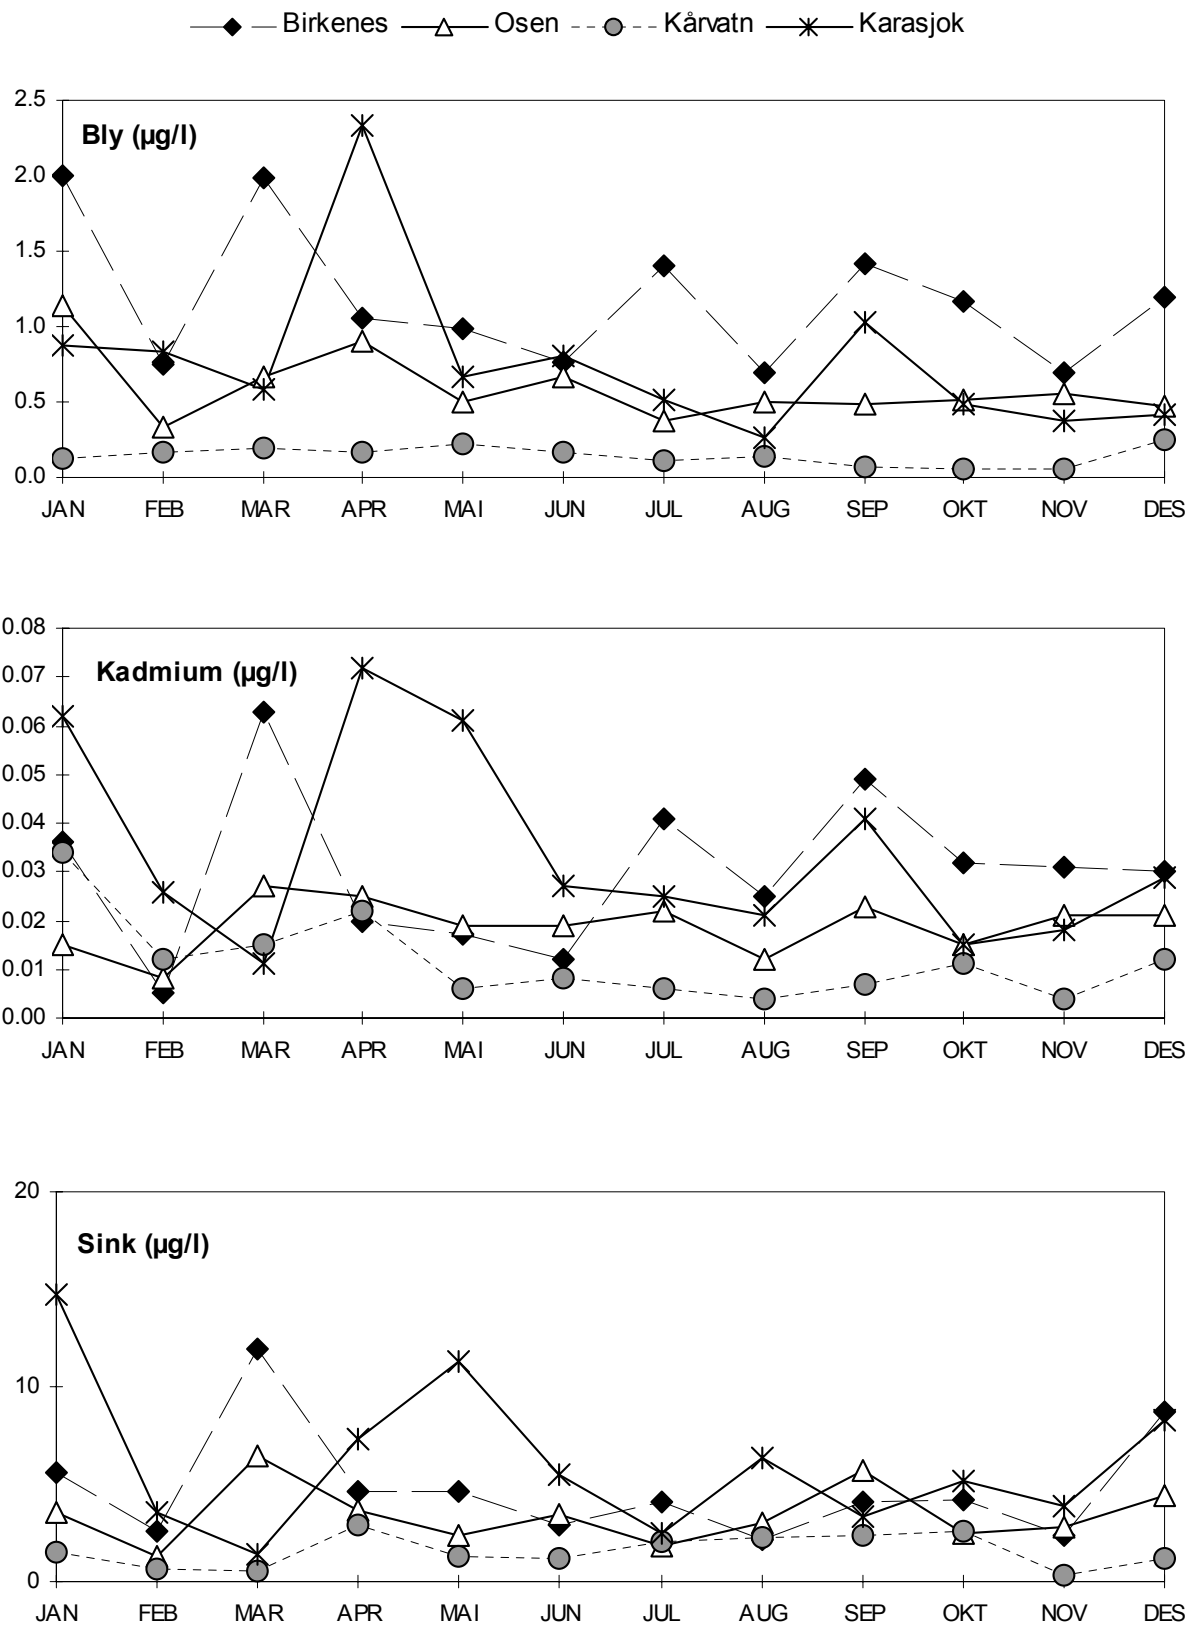 Birkenes Osen Kårvatn Karasjok
Bly (µg/l)
2.5
2.0
1.5
1.0
0.5
0.0
JAN FEB MAR APR MAI JUN JUL AUG SEP OKT NOV DES
Kadmium (µg/l)
0.08
0.07
0.06
0.05
0.04
0.03
0.02
0.01
0.00
JAN FEB MAR APR MAI JUN JUL AUG SEP OKT NOV DES
Sink (µg/l)
20
10
0
JAN FEB MAR APR MAI JUN JUL AUG SEP OKT NOV DES